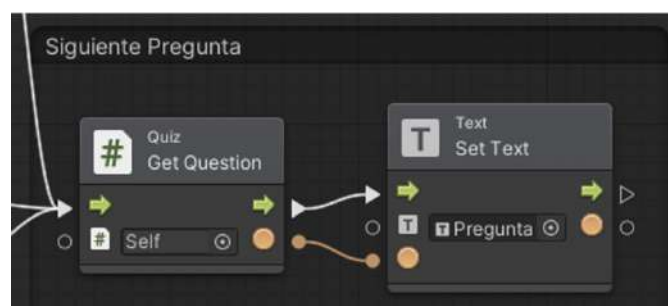 Siguiente Pregunta
Quiz
Get Question
Self
Text
Set Text
Pregunta